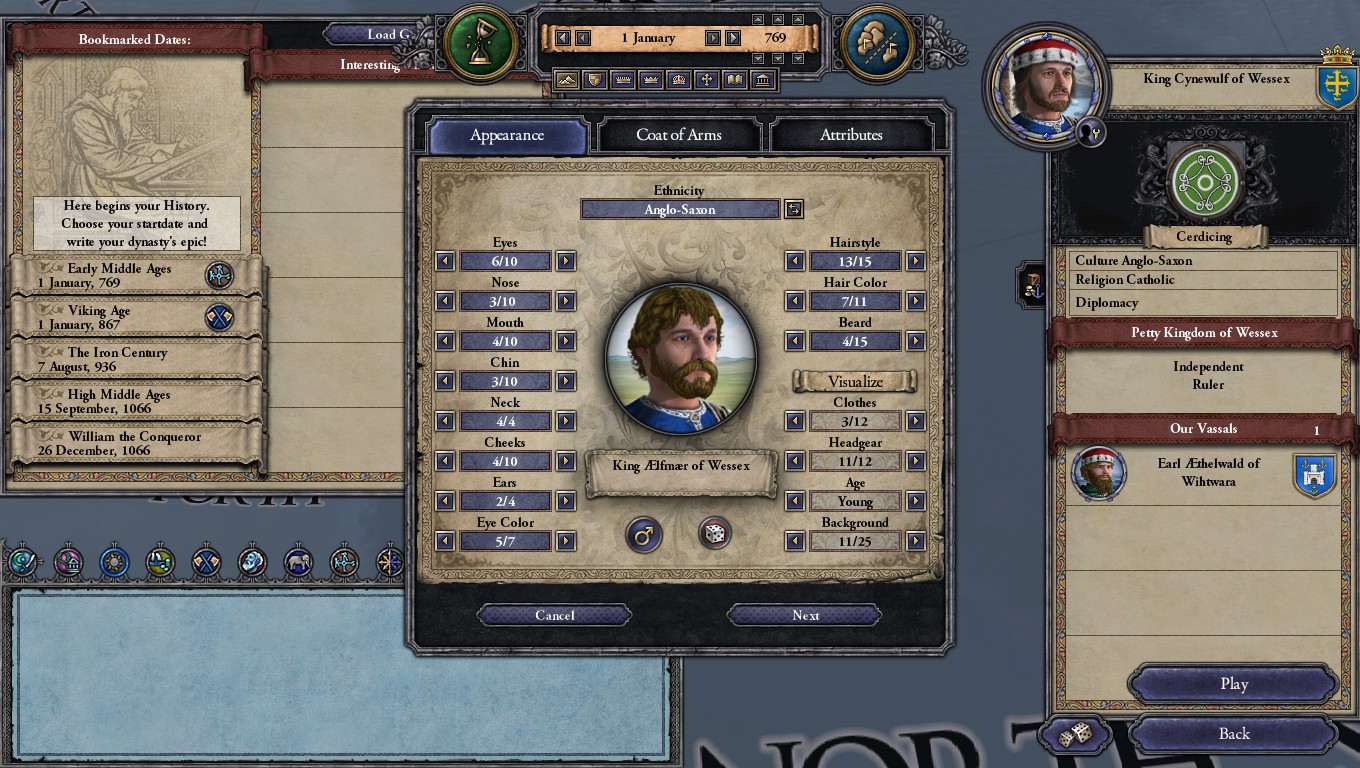 Bookmarked Dates:
Load G
Interesting
Here begins your History.
Choose your startdate and
write your dynasty's epic!
Early Middle Ages
1 January, 769
Viking Age
1 January, 867
The Iron Century
7 August, 936
High Middle Ages
15 September, 1066
William the Conqueror
26 December, 1066
1 January
769
Appearance
Coat of Arms
Attributes
Ethnicity
Anglo-Saxon
Eyes
6/10
Nose
3/10
Mouth
4/10
Chin
3/10
Neck
4/4
Cheeks
4/10
Ears
2/4
Eye Color
5/7
Hairstyle
13/15
Hair Color
7/11
Beard
4/15
Visualize
Clothes
3/12
Headgear
11/12
Age
Young
Background
11/25
King Ælfmær of Wessex
Cancel
Next
King Cynewulf of Wessex
Cerdicing
Culture Anglo-Saxon
Religion Catholic
Diplomacy
Petty Kingdom of Wessex
Independent
Ruler
Our Vassals 1
Earl Æthelwald of
Wihtwara
Play
Back